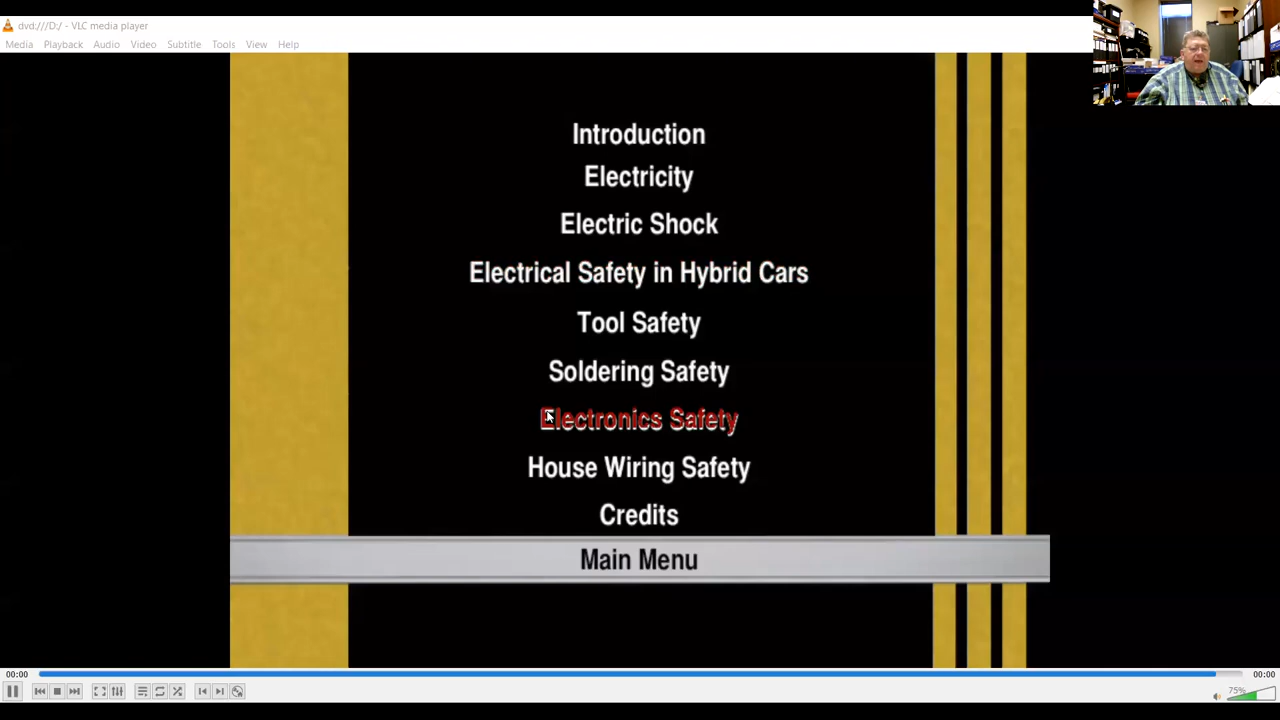 dvd:///D:/ - VLC media player
Media Playback Audio Video Subtitle Tools View Help
Introduction
Electricity
Electric Shock
Electrical Safety in Hybrid Cars
Tool Safety
Soldering Safety
Electronics Safety
House Wiring Safety
Credits
Main Menu
00:00 00:00
75%